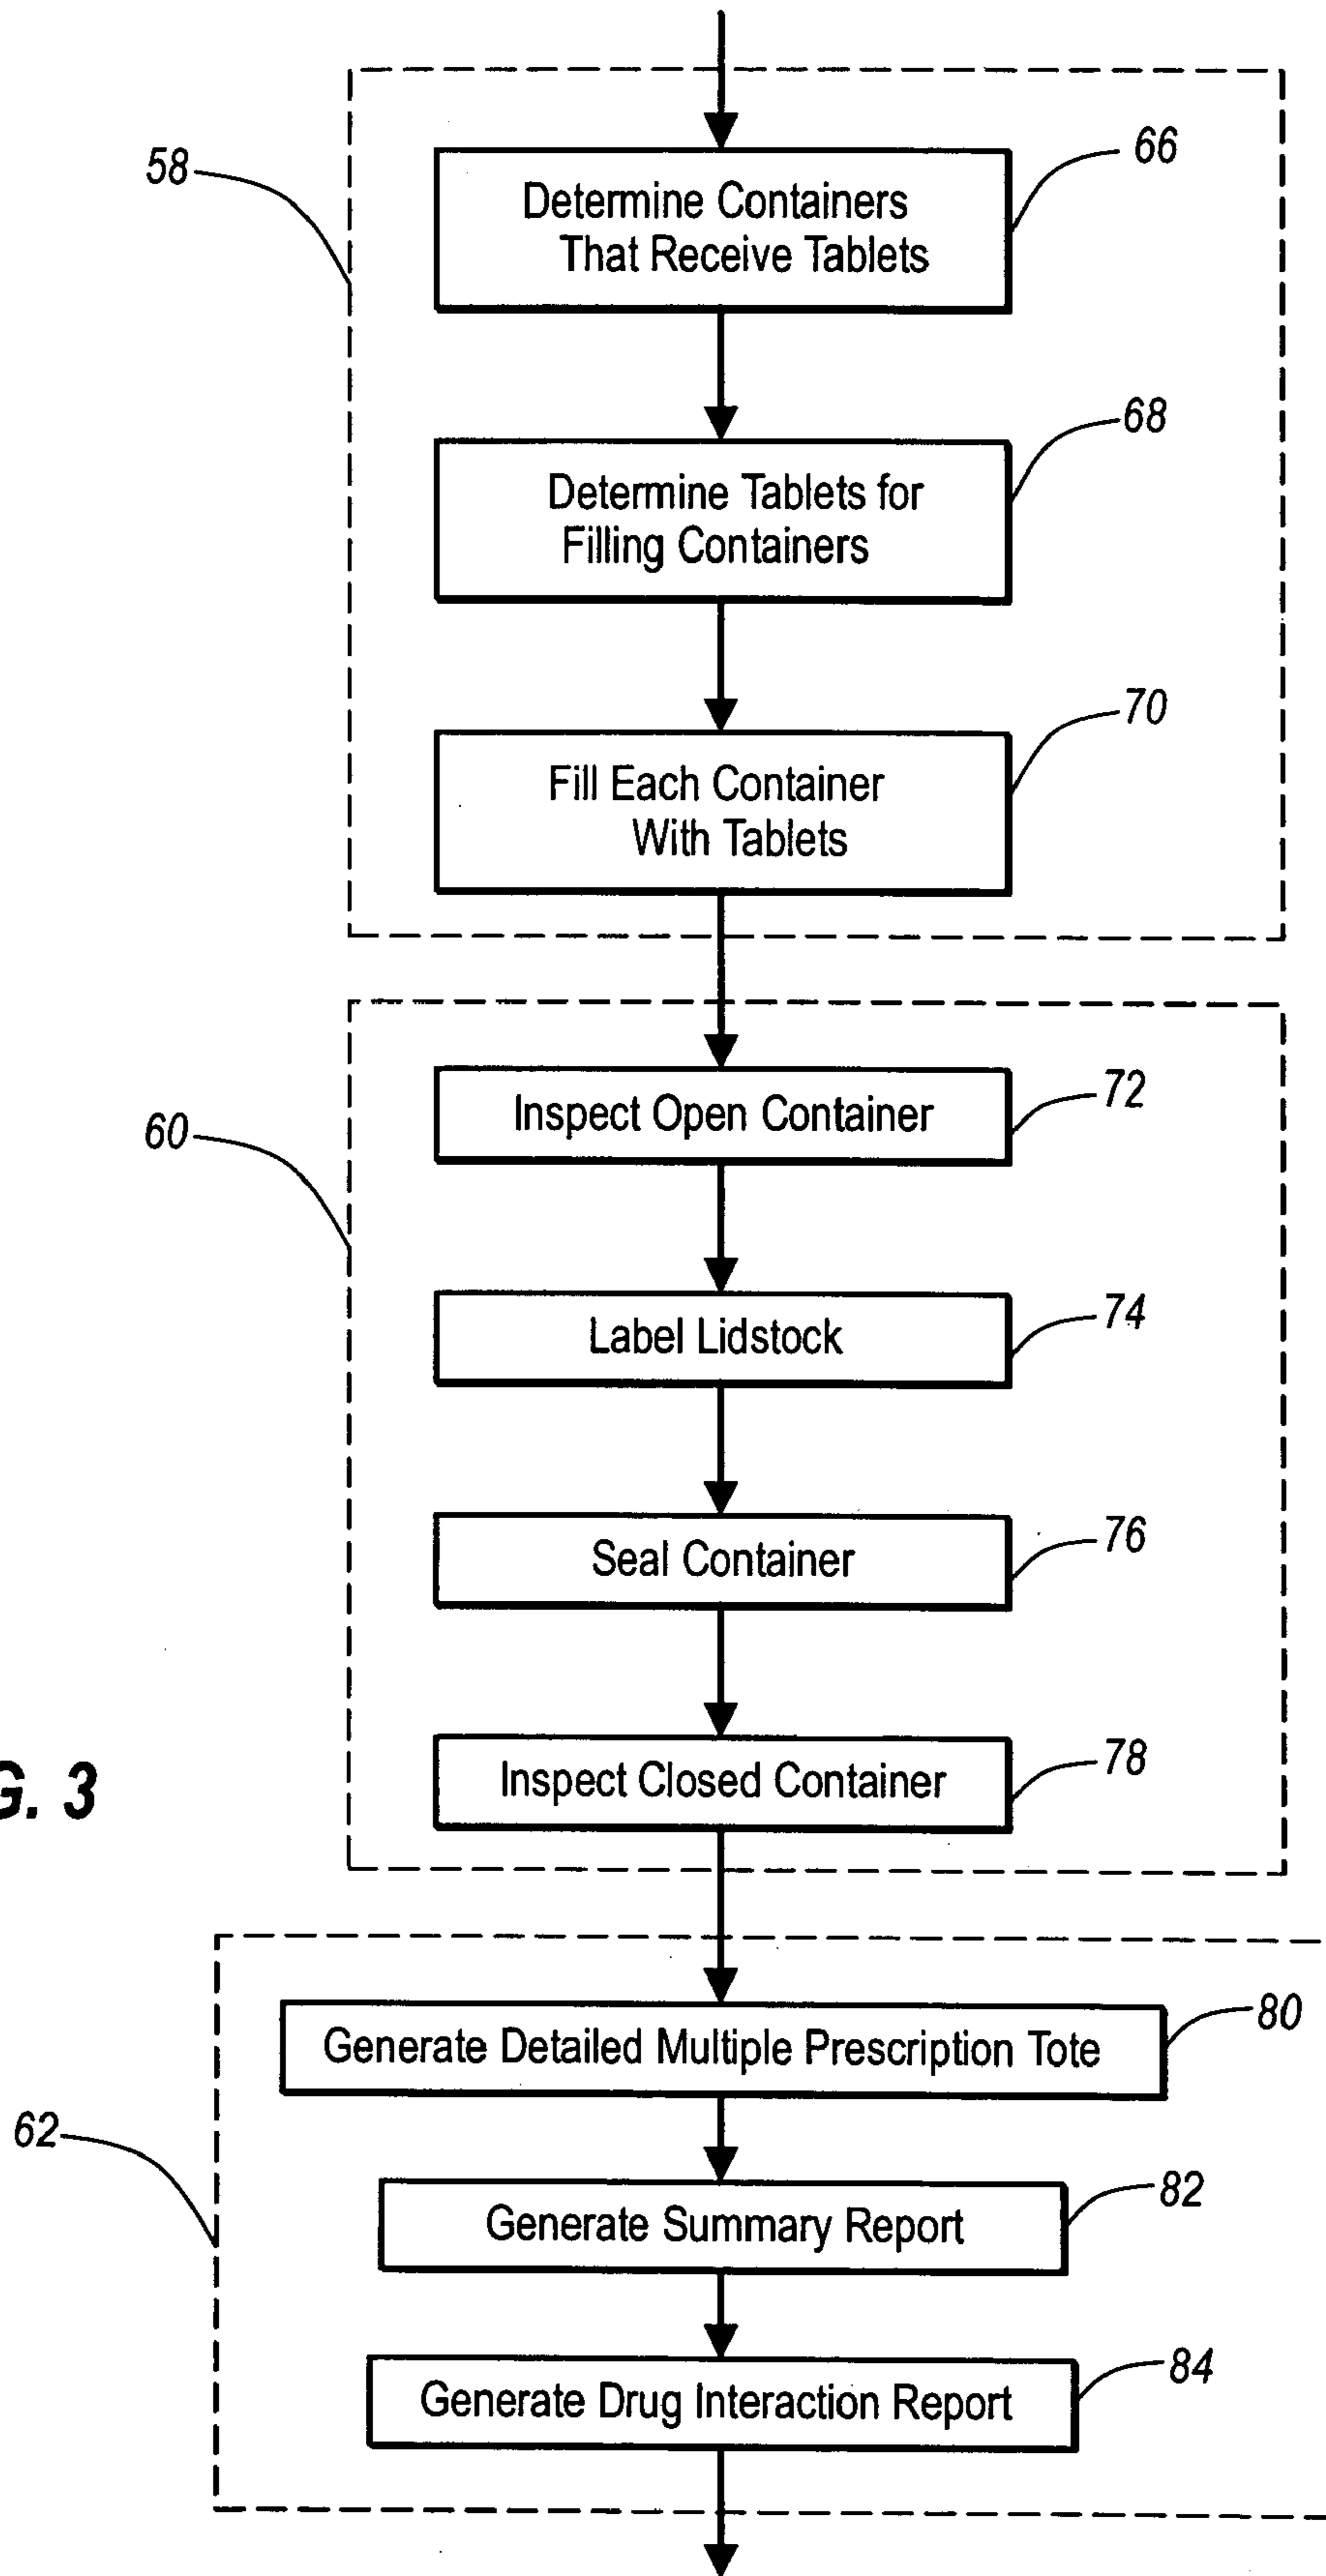 58
66
Determine Containers
That Receive Tablets
68
Determine Tablets for
Filling Containers
70
Fill Each Container
With Tablets
60
72
Inspect Open Container
74
Label Lidstock
76
Seal Container
78
Inspect Closed Container
G. 3
80
Generate Detailed Multiple Prescription Tote
62
82
Generate Summary Report
84
Generate Drug Interaction Report